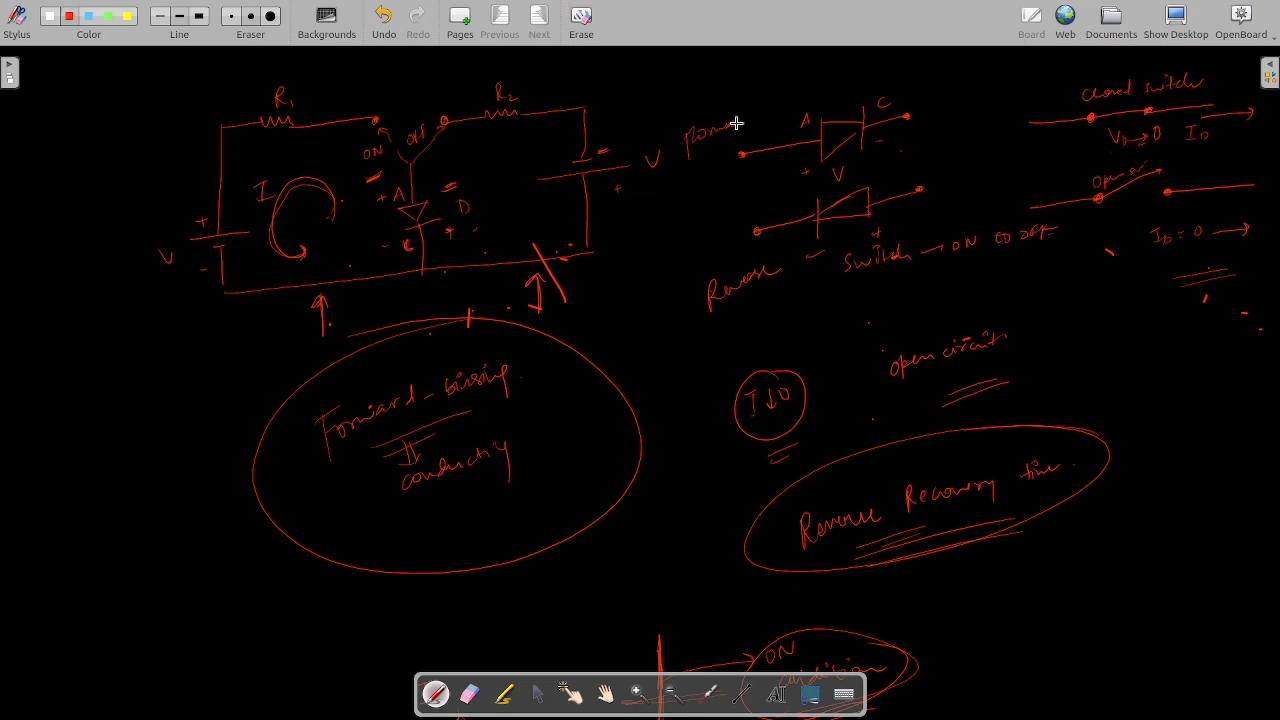 Stylus Color Line Eraser Backgrounds Undo Redo Pages Previous Next Erase Board Web Documents Show Desktop OpenBoard
R1
R2
ON
OFF
I
+ A
D
- K +
V
+
-
V
=
+
A C
+ V -
+
Reverse - Switch → ON to OFF
closed switch
VD → 0 ID
ID = 0 →
open circuit
I↓0
Forward - biasing
conducting
Reverse Recovery time
ON